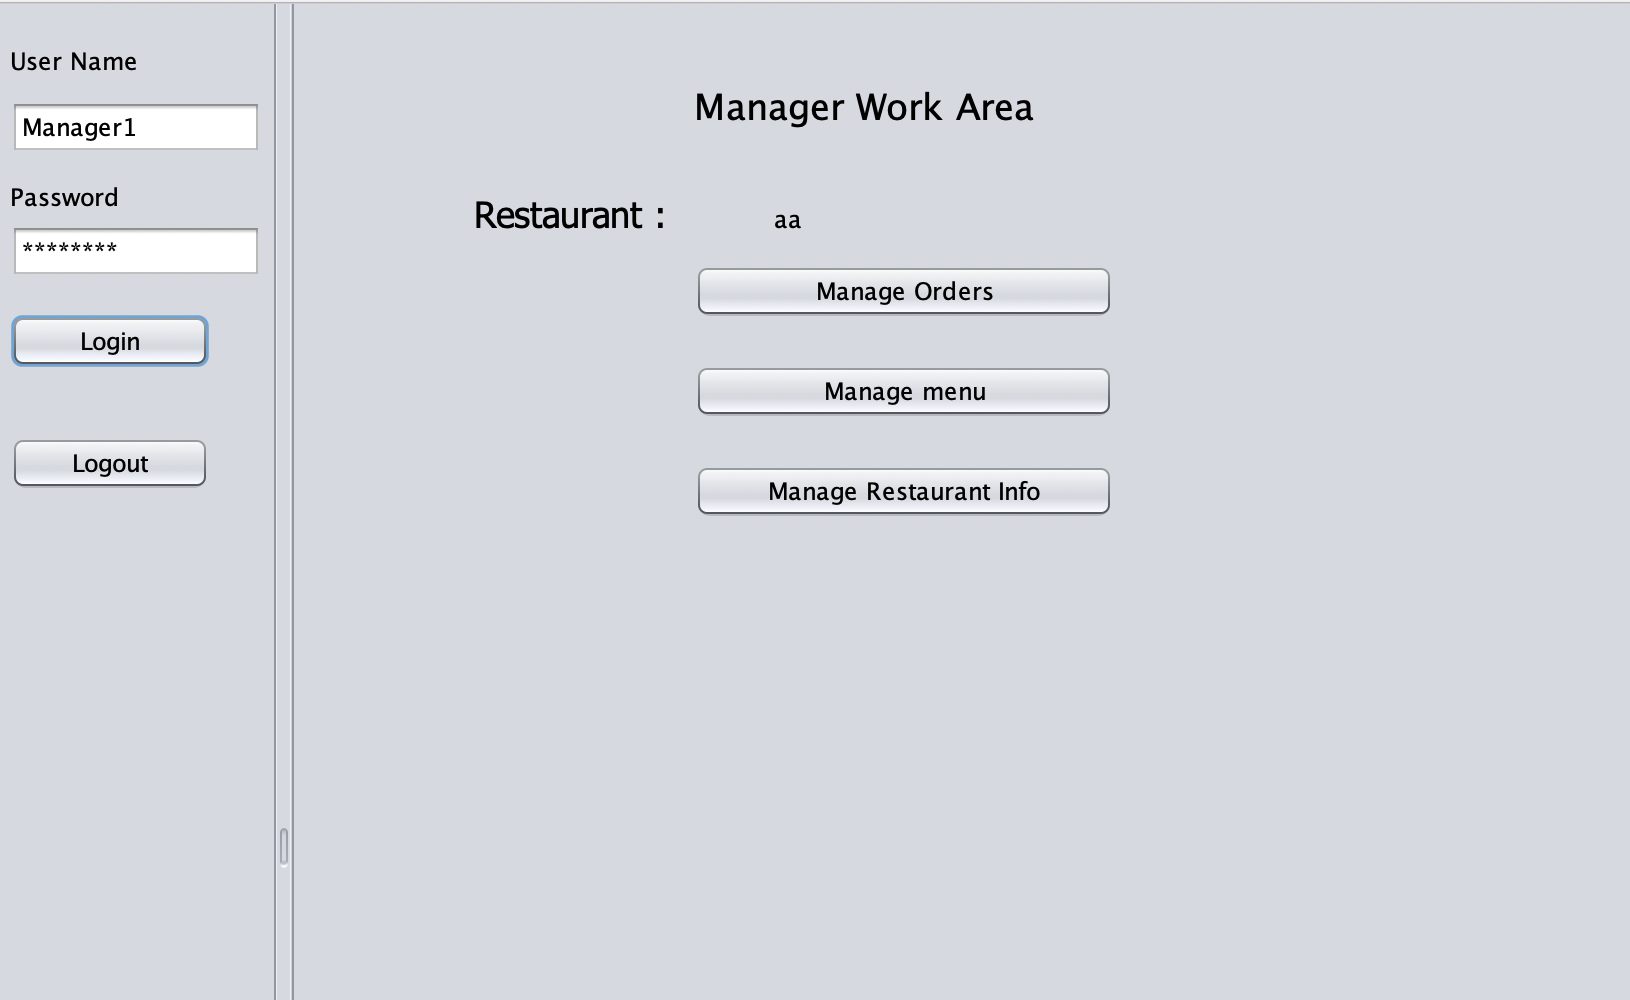 User Name
Manager1
Password
********
Login
Logout
Manager Work Area
Restaurant : aa
Manage Orders
Manage menu
Manage Restaurant Info